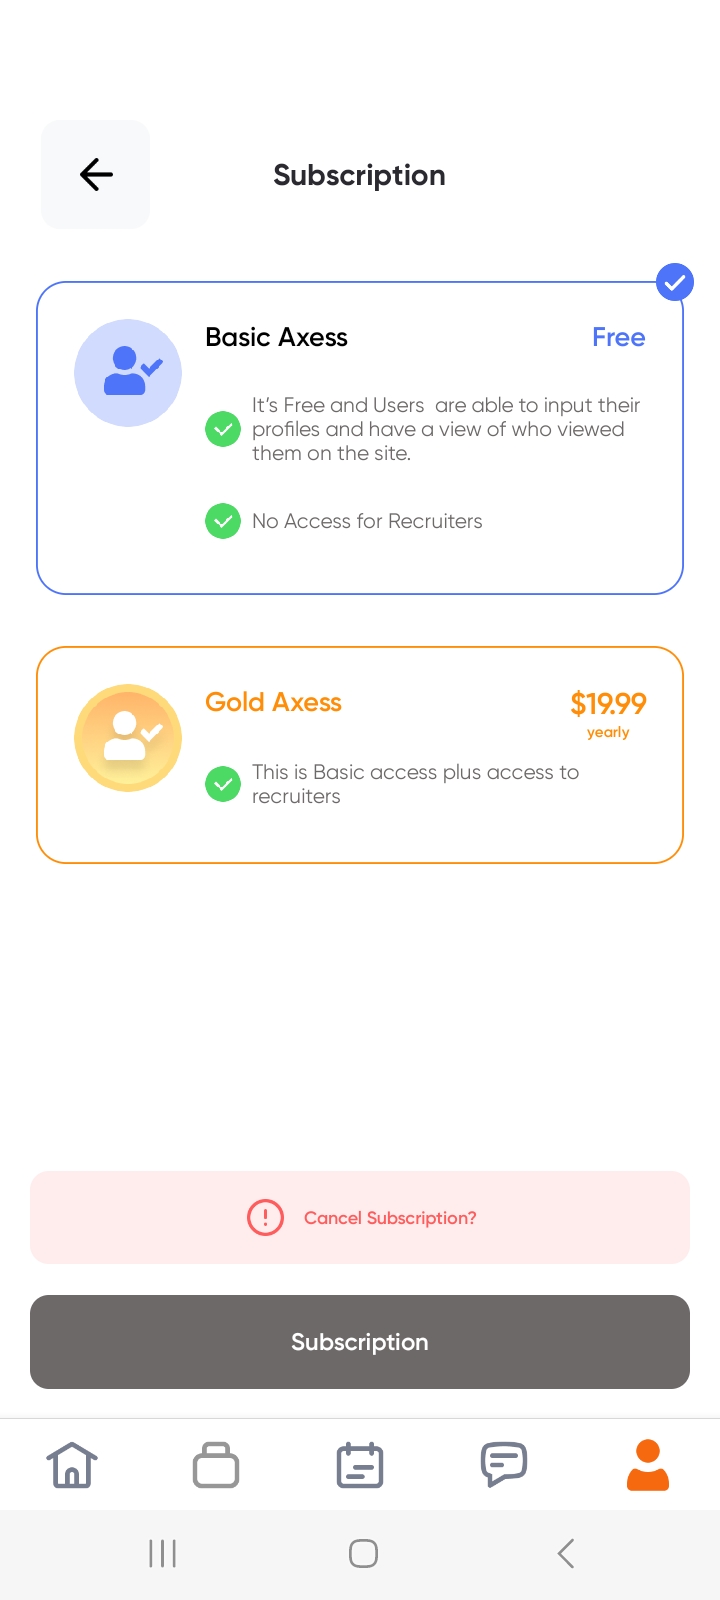 Subscription
Basic Axess
Free
It’s Free and Users  are able to input their
profiles and have a view of who viewed
them on the site.
No Access for Recruiters
Gold Axess
$19.99
yearly
This is Basic access plus access to
recruiters
Cancel Subscription?
Subscription